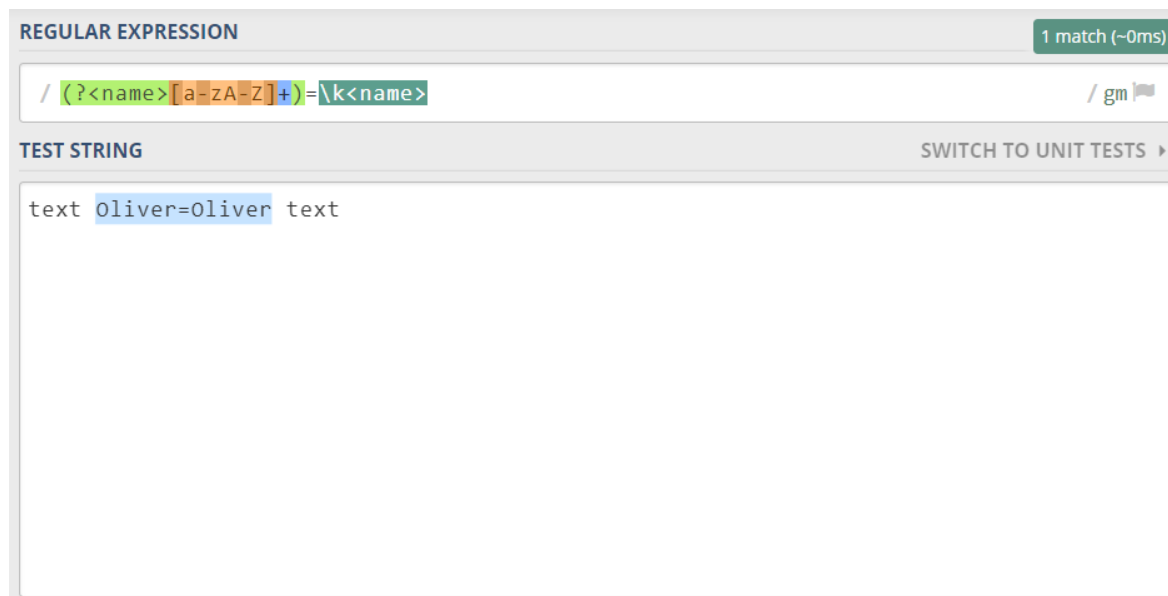 REGULAR EXPRESSION
1 match (~0ms)
/ (?<name>[a-zA-Z]+)=\k<name> / gm
TEST STRING
SWITCH TO UNIT TESTS
text Oliver=Oliver text